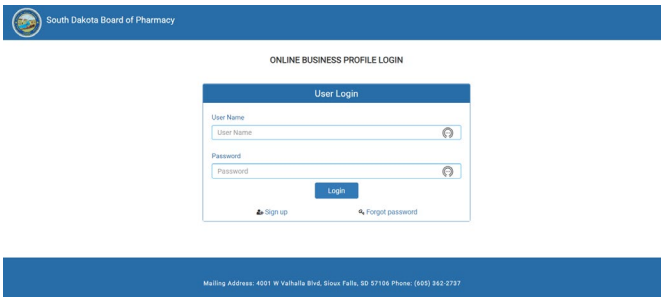 South Dakota Board of Pharmacy
ONLINE BUSINESS PROFILE LOGIN
User Login
User Name
User Name
Password
Password
Login
Sign up
Forgot password
Mailing Address: 4001 W Valhalla Blvd, Sioux Falls, SD 57106 Phone: (605) 362-2737